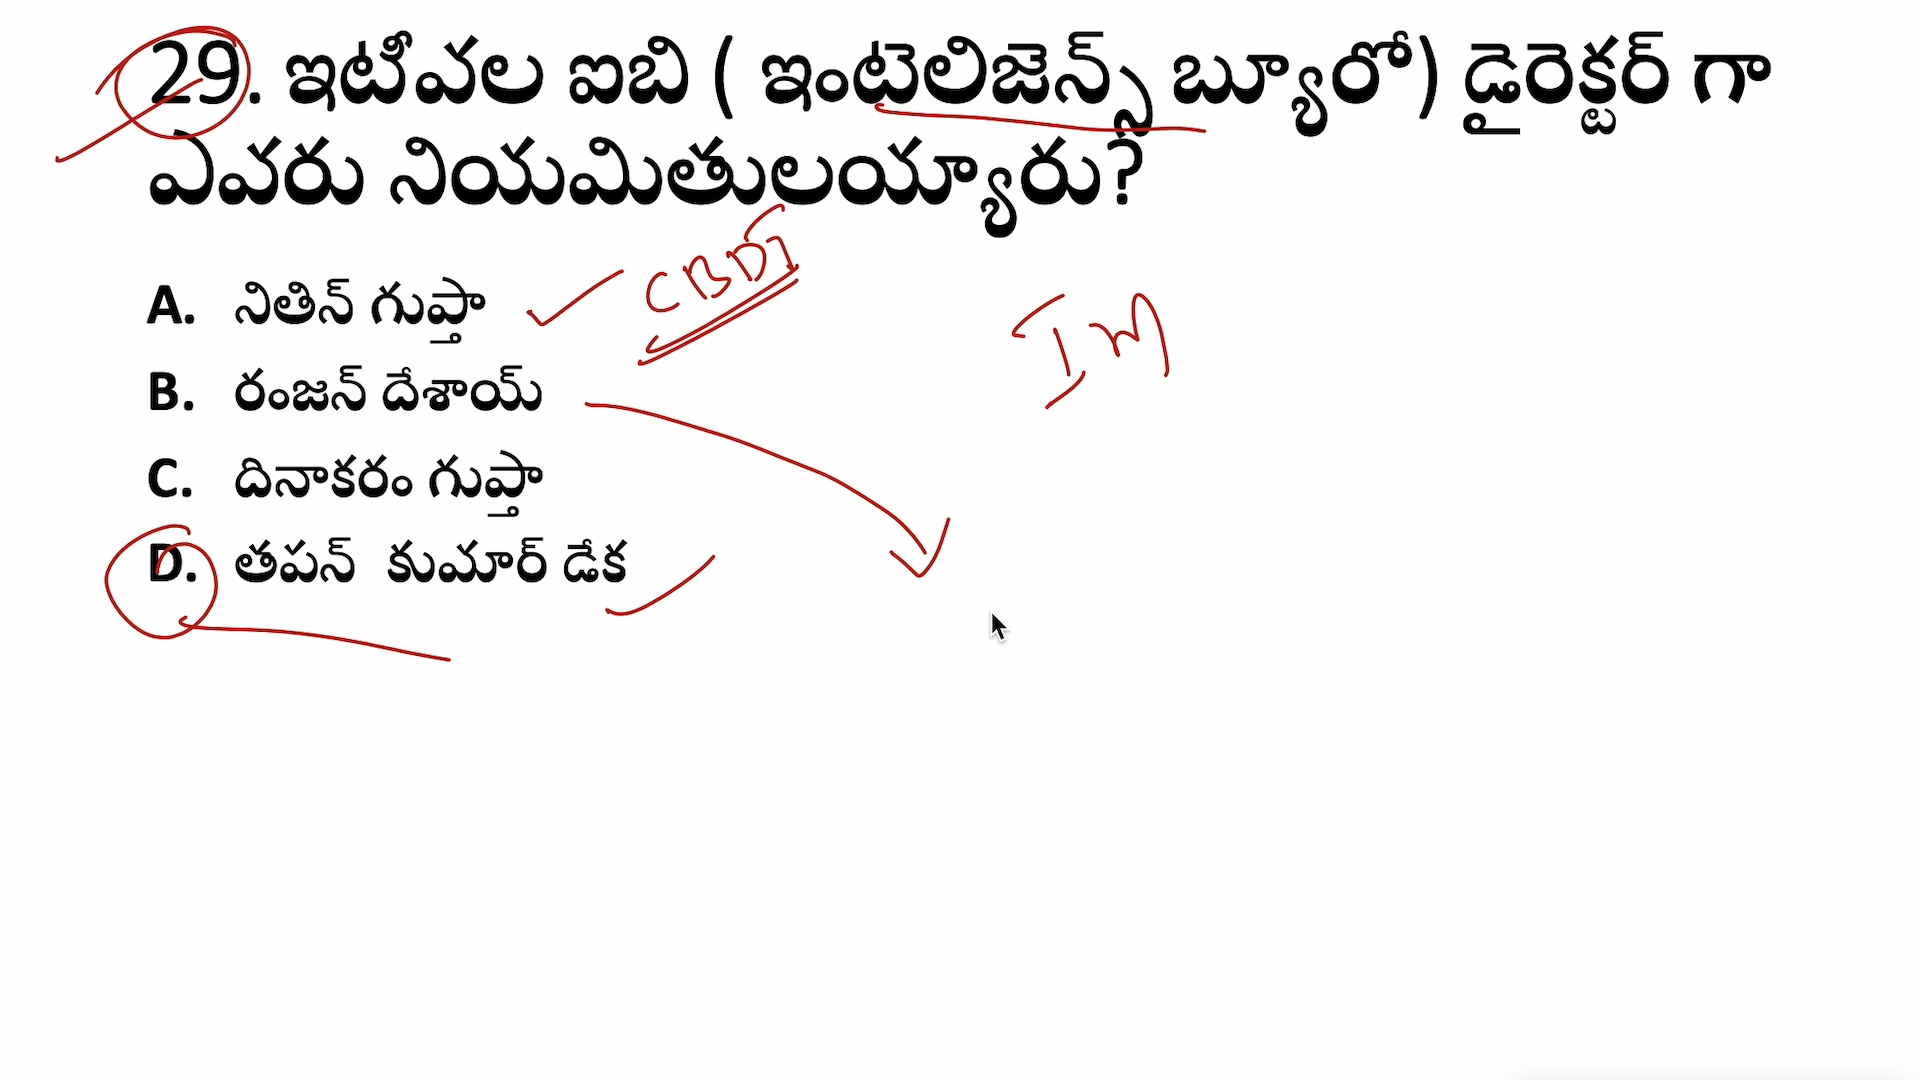 29. ఇటీవల ఐబి ( ఇంటెలిజెన్స్ బ్యూరో) డైరెక్టర్ గా
ఎవరు నియమితులయ్యారు?
CBDT
A. నితిన్ గుప్తా
IM
B. రంజన్ దేశాయ్
C. దినాకరం గుప్తా
D. తపన్ కుమార్ డేక